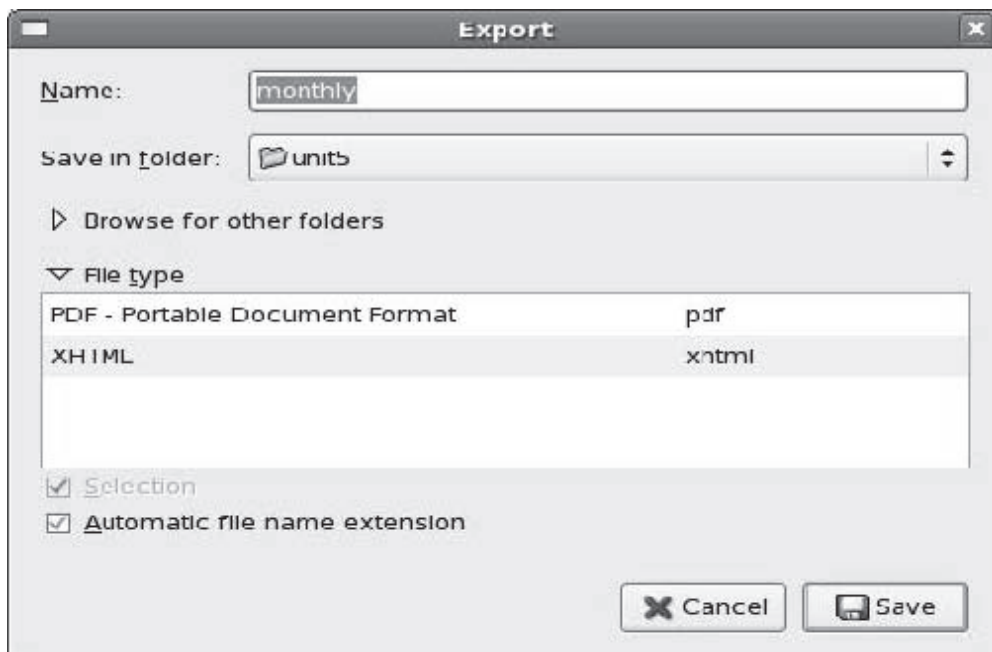 Export
Name: monthly
Save in folder: unit5
Browse for other folders
File type
PDF - Portable Document Format pdf
XHTML xhtml
Selection
Automatic file name extension
Cancel Save